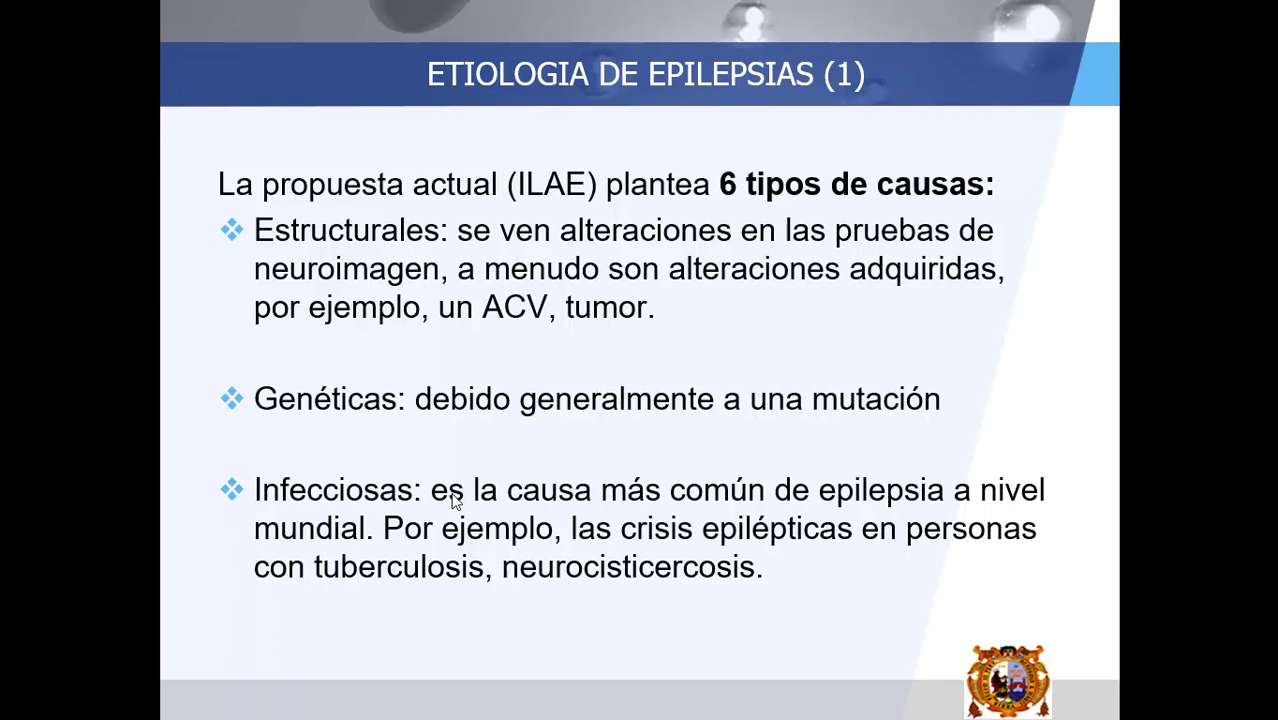 ETIOLOGIA DE EPILEPSIAS (1)
La propuesta actual (ILAE) plantea 6 tipos de causas:
Estructurales: se ven alteraciones en las pruebas de
neuroimagen, a menudo son alteraciones adquiridas,
por ejemplo, un ACV, tumor.
Genéticas: debido generalmente a una mutación
Infecciosas: es la causa más común de epilepsia a nivel
mundial. Por ejemplo, las crisis epilépticas en personas
con tuberculosis, neurocisticercosis.